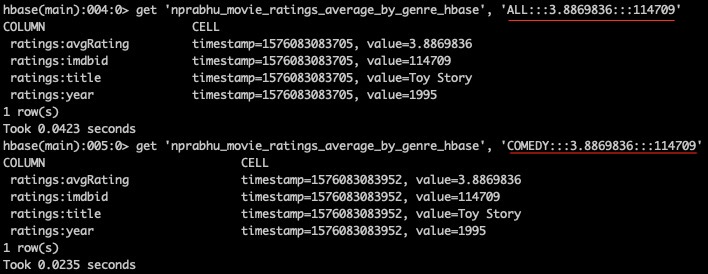 hbase(main):004:0> get 'nprabhu_movie_ratings_average_by_genre_hbase', 'ALL:::3.8869836:::114709'
COLUMN CELL
ratings:avgRating timestamp=1576083083705, value=3.8869836
ratings:imdbid timestamp=1576083083705, value=114709
ratings:title timestamp=1576083083705, value=Toy Story
ratings:year timestamp=1576083083705, value=1995
1 row(s)
Took 0.0423 seconds
hbase(main):005:0> get 'nprabhu_movie_ratings_average_by_genre_hbase', 'COMEDY:::3.8869836:::114709'
COLUMN CELL
ratings:avgRating timestamp=1576083083952, value=3.8869836
ratings:imdbid timestamp=1576083083952, value=114709
ratings:title timestamp=1576083083952, value=Toy Story
ratings:year timestamp=1576083083952, value=1995
1 row(s)
Took 0.0235 seconds